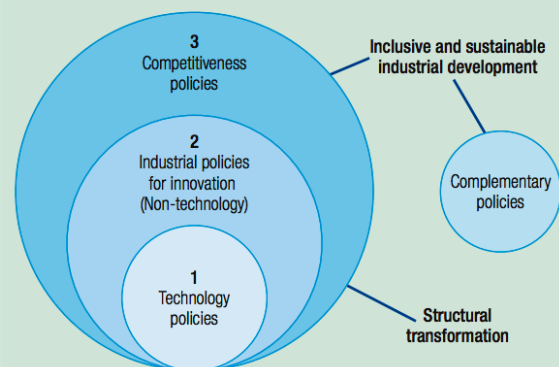 3
Competitiveness
policies
Inclusive and sustainable
industrial development
2
Industrial policies
for innovation
(Non-technology)
Complementary
policies
1
Technology
policies
Structural
transformation